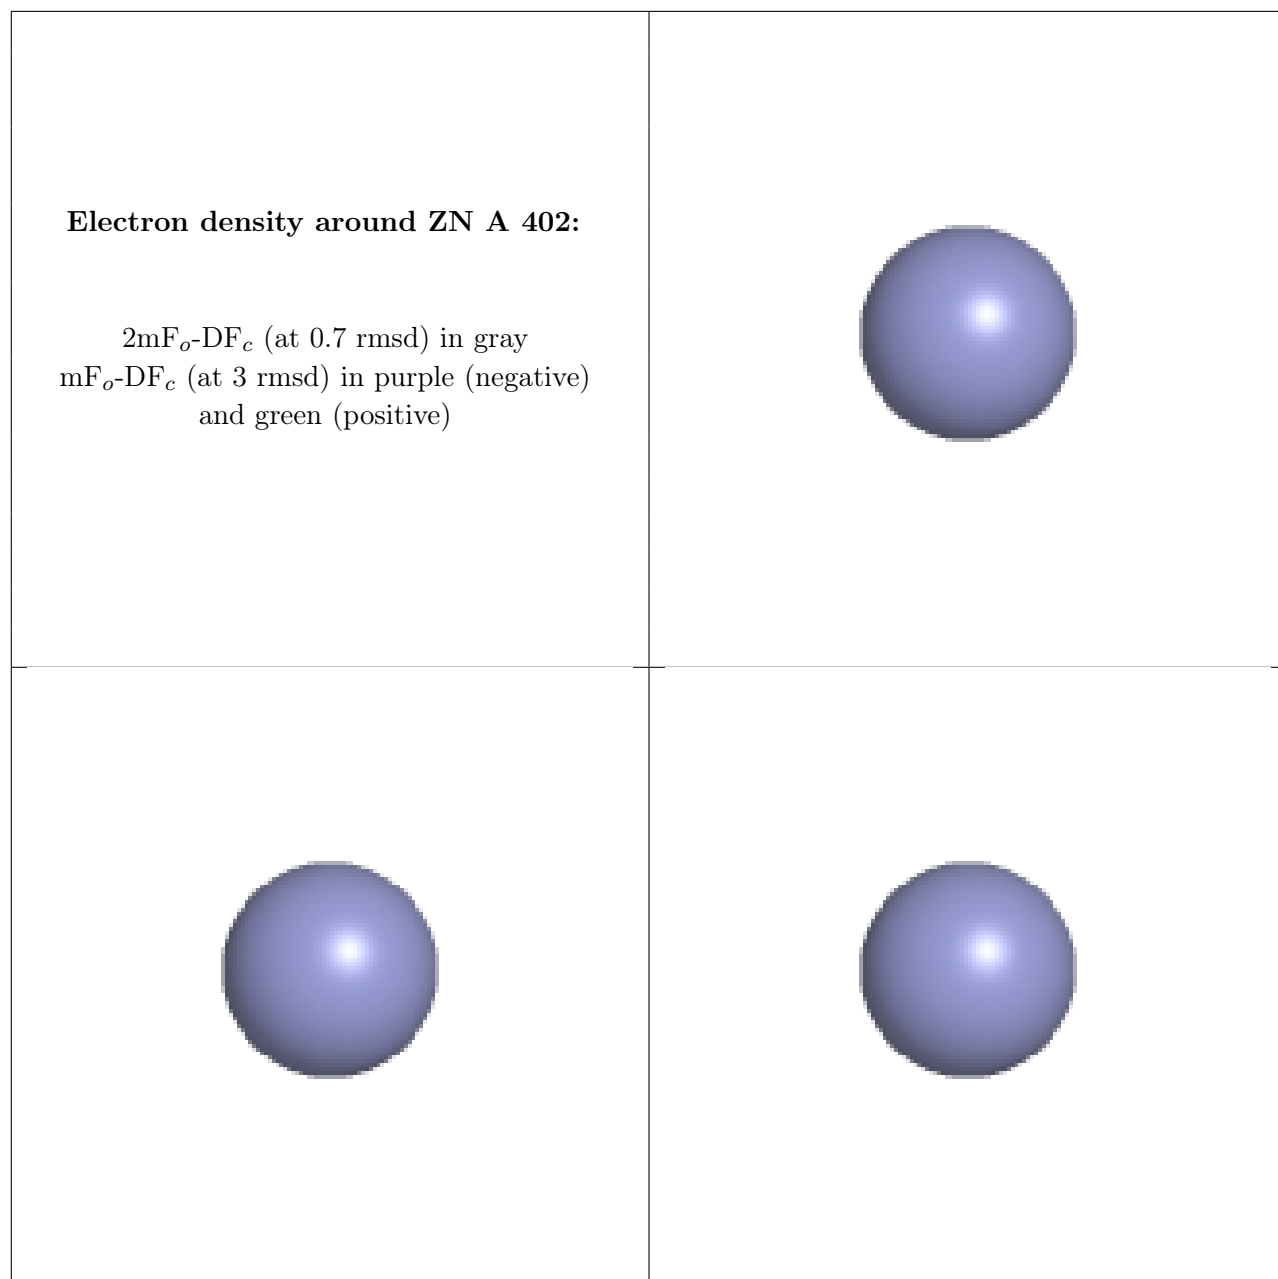 Electron density around ZN A 402:
2mFo-DFc (at 0.7 rmsd) in gray
mFo-DFc (at 3 rmsd) in purple (negative)
and green (positive)